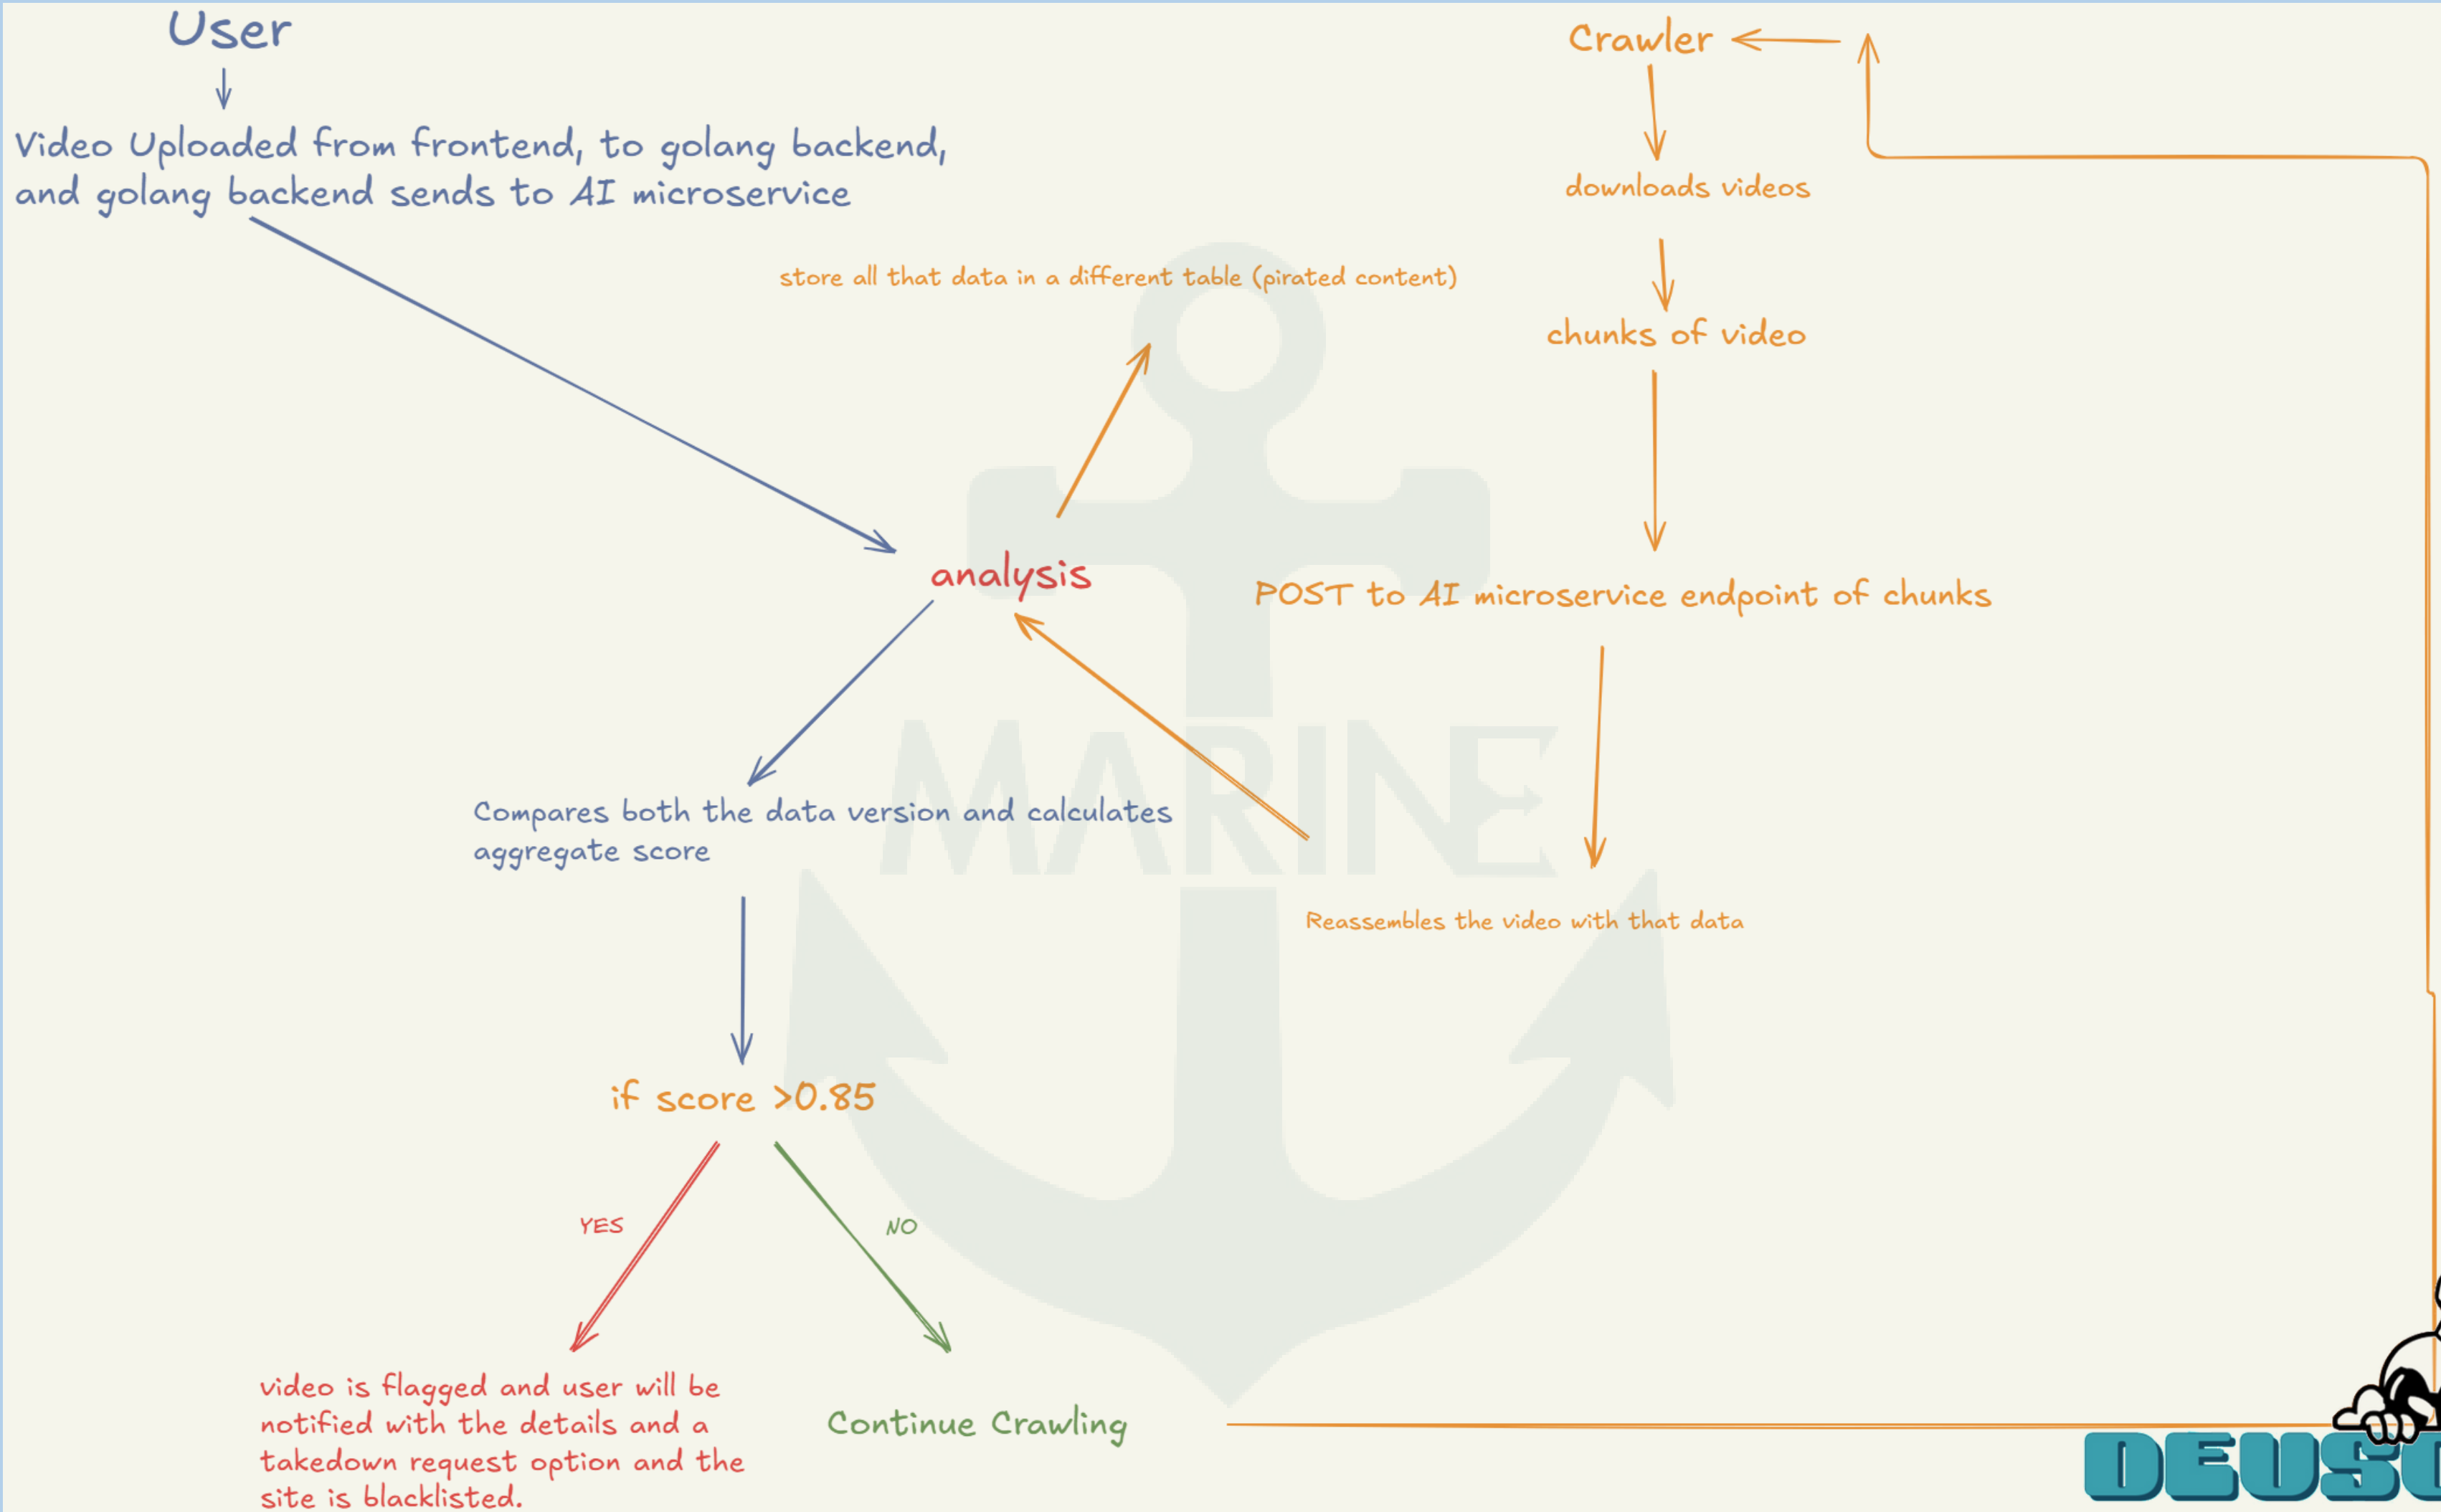 User
Video Uploaded from frontend, to golang backend,
and golang backend sends to AI microservice
Crawler
downloads videos
store all that data in a different table (pirated content)
chunks of video
analysis
POST to AI microservice endpoint of chunks
MARINE
Compares both the data version and calculates
aggregate score
Reassembles the video with that data
if score >0.85
YES
NO
video is flagged and user will be
notified with the details and a
takedown request option and the
site is blacklisted.
Continue Crawling